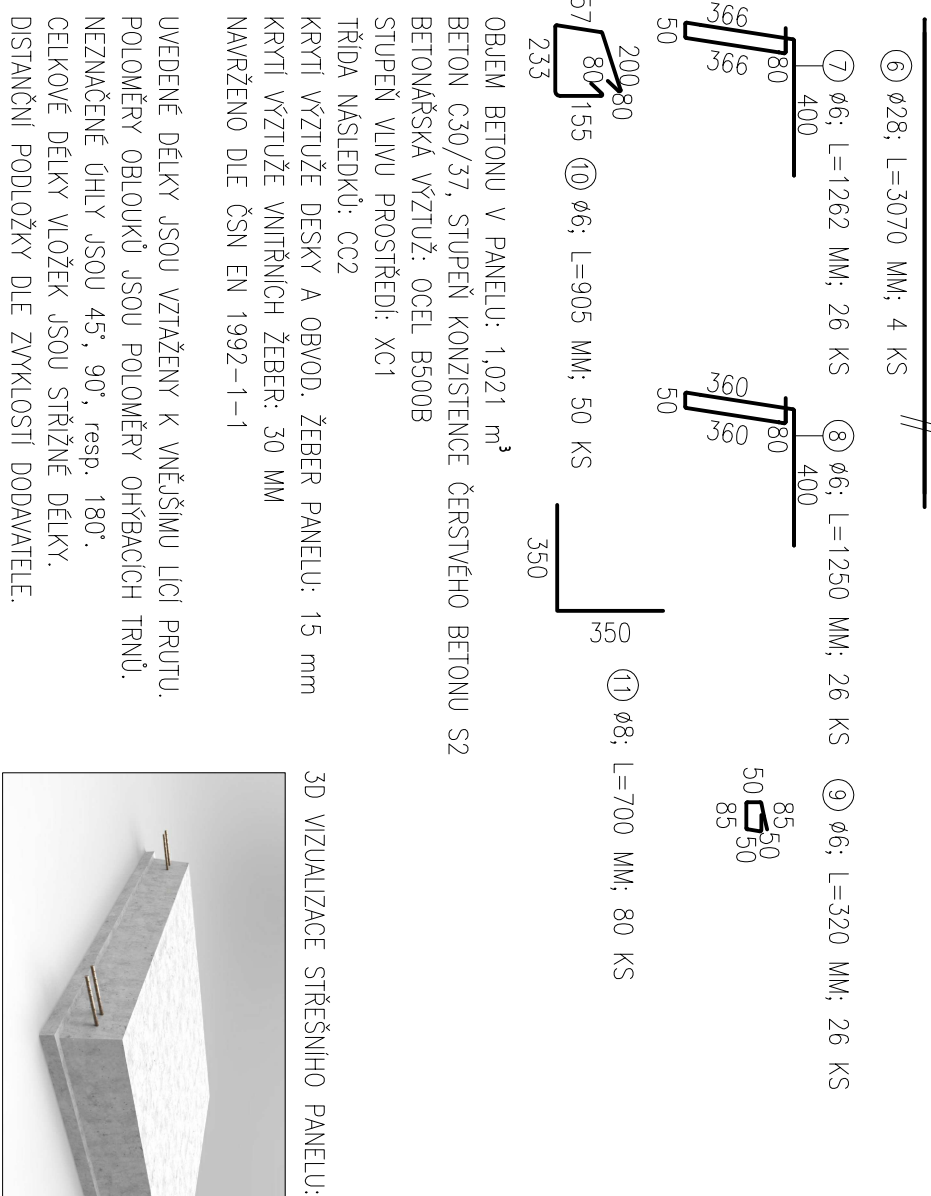 ⑥ ø28; L=3070 MM; 4 KS
⑦ ø6; L=1262 MM; 26 KS
366
366
50
80
400
⑧ ø6; L=1250 MM; 26 KS
360
360
50
80
400
⑨ ø6; L=320 MM; 26 KS
50
85
50
85
50
57
200
80
80
155
233
⑩ ø6; L=905 MM; 50 KS
350
350
⑪ ø8; L=700 MM; 80 KS
OBJEM BETONU V PANELU: 1,021 m³
BETON C30/37, STUPEŇ KONZISTENCE ČERSTVÉHO BETONU S2
BETONÁŘSKÁ VÝZTUŽ: OCEL B500B
STUPEŇ VLIVU PROSTŘEDÍ: XC1
TŘÍDA NÁSLEDKŮ: CC2
KRYTÍ VÝZTUŽE DESKY A OBVOD. ŽEBER PANELU: 15 mm
KRYTÍ VÝZTUŽE VNITŘNÍCH ŽEBER: 30 MM
NAVRŽENO DLE ČSN EN 1992-1-1
UVEDENÉ DÉLKY JSOU VZTAŽENY K VNĚJŠÍMU LÍCÍ PRUTU.
POLOMĚRY OBLOUKŮ JSOU POLOMĚRY OHÝBACÍCH TRNŮ.
NEZNAČENÉ ÚHLY JSOU 45°, 90°, resp. 180°.
CELKOVÉ DÉLKY VLOŽEK JSOU STŘIŽNÉ DÉLKY.
DISTANČNÍ PODLOŽKY DLE ZVYKLOSTÍ DODAVATELE.
3D VIZUALIZACE STŘEŠNÍHO PANELU: